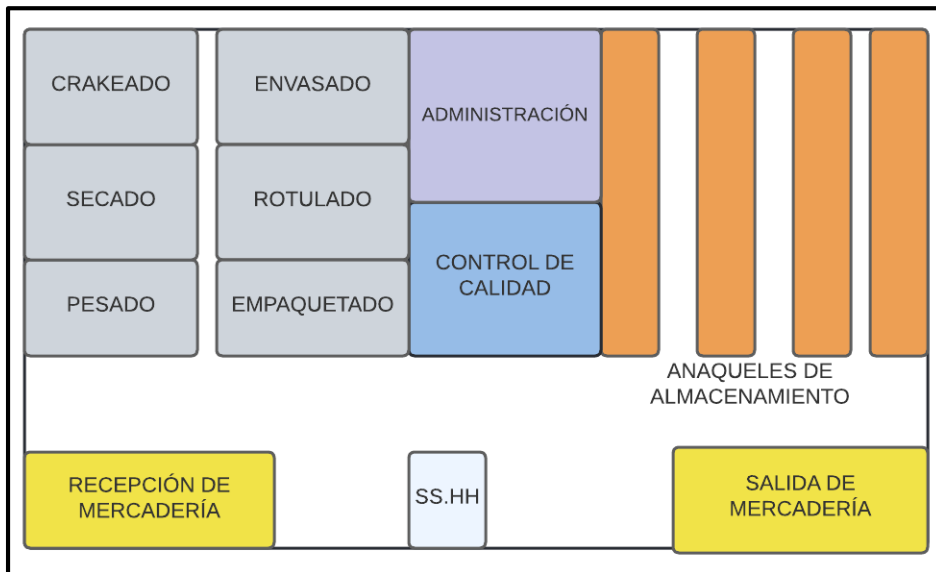 CRAKEADO
ENVASADO
ADMINISTRACIÓN
SECADO
ROTULADO
CONTROL DE
CALIDAD
PESADO
EMPAQUETADO
ANAQUELES DE
ALMACENAMIENTO
RECEPCIÓN DE
MERCADERÍA
SS.HH
SALIDA DE
MERCADERÍA